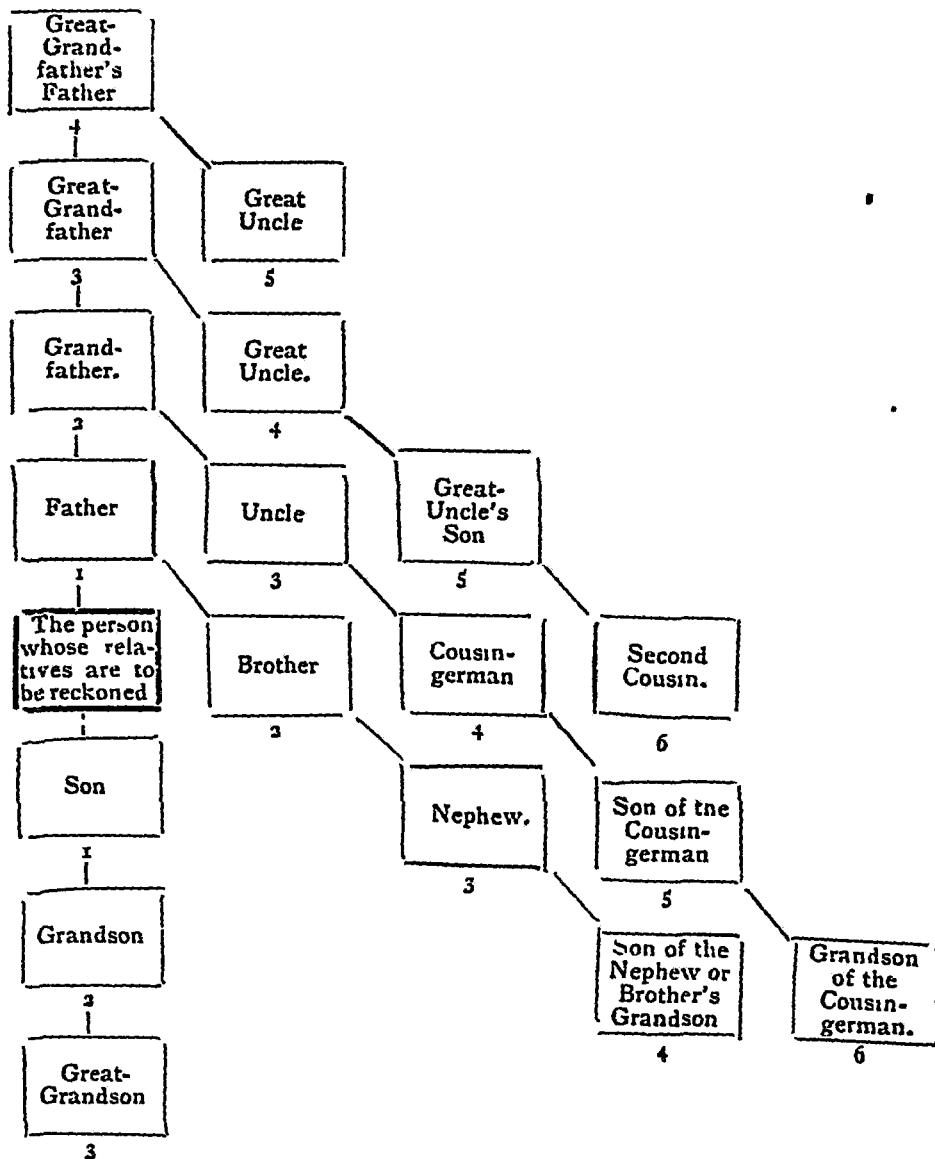 Great-
Grand-
father's
Father
4
Great-
Grand-
father
3
Great
Uncle
5
Grand-
father.
2
Great
Uncle.
4
Father
1
Uncle
3
Great-
Uncle's
Son
5
The person
whose rela-
tives are to
be reckoned
Brother
2
Cousin-
german
4
Second
Cousin.
6
Son
1
Nephew.
3
Son of the
Cousin-
german
5
Grandson
2
Son of the
Nephew or
Brother's
Grandson
4
Grandson
of the
Cousin-
german.
6
Great-
Grandson
3